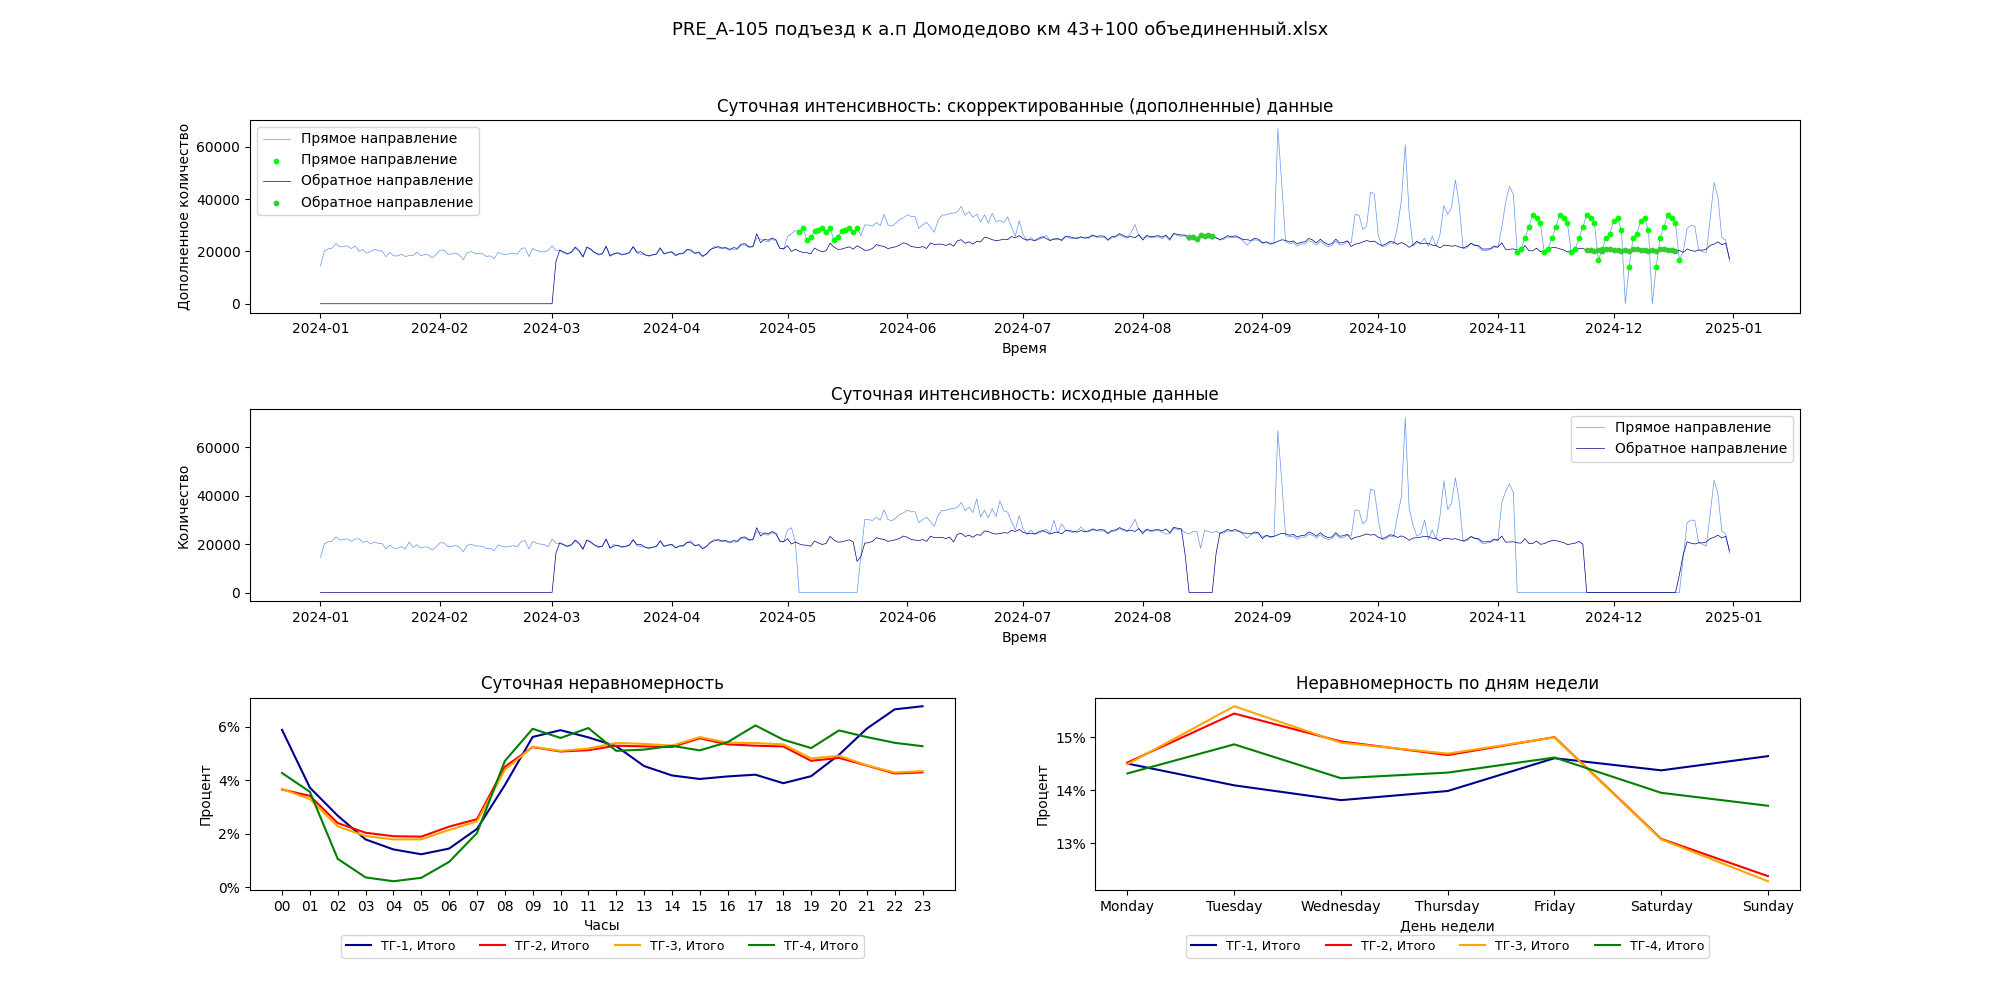 PRE_A-105 подъезд к а.п Домодедово км 43+100 объединенный.xlsx
Суточная интенсивность: скорректированные (дополненные) данные
Дополненное количество
60000
40000
20000
0
Прямое направление
Прямое направление
Обратное направление
Обратное направление
2024-01 2024-02 2024-03 2024-04 2024-05 2024-06 2024-07 2024-08 2024-09 2024-10 2024-11 2024-12 2025-01
Время
Суточная интенсивность: исходные данные
Количество
60000
40000
20000
0
Прямое направление
Обратное направление
2024-01 2024-02 2024-03 2024-04 2024-05 2024-06 2024-07 2024-08 2024-09 2024-10 2024-11 2024-12 2025-01
Время
Суточная неравномерность
Процент
6%
4%
2%
0%
00 01 02 03 04 05 06 07 08 09 10 11 12 13 14 15 16 17 18 19 20 21 22 23
Часы
ТГ-1, Итого ТГ-2, Итого ТГ-3, Итого ТГ-4, Итого
Неравномерность по дням недели
Процент
15%
14%
13%
Monday Tuesday Wednesday Thursday Friday Saturday Sunday
День недели
ТГ-1, Итого ТГ-2, Итого ТГ-3, Итого ТГ-4, Итого